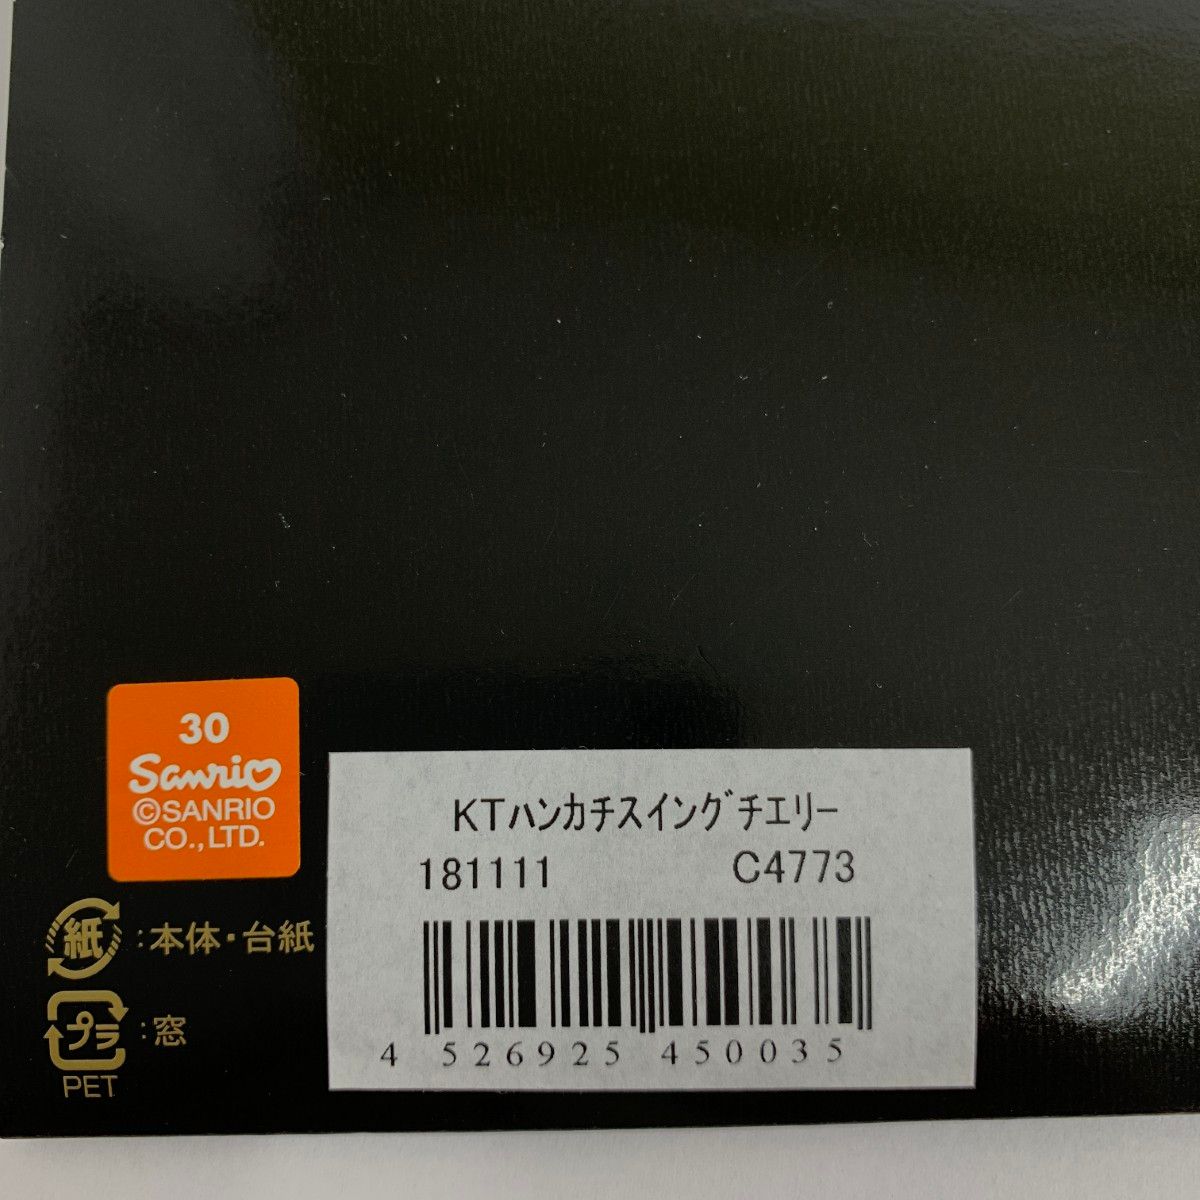 30
Sanrio
©SANRIO
CO.,LTD.
KTハンカチスイングチエリー
181111 C4773
4 526925 450035
紙 :本体・台紙
プラ :窓
PET